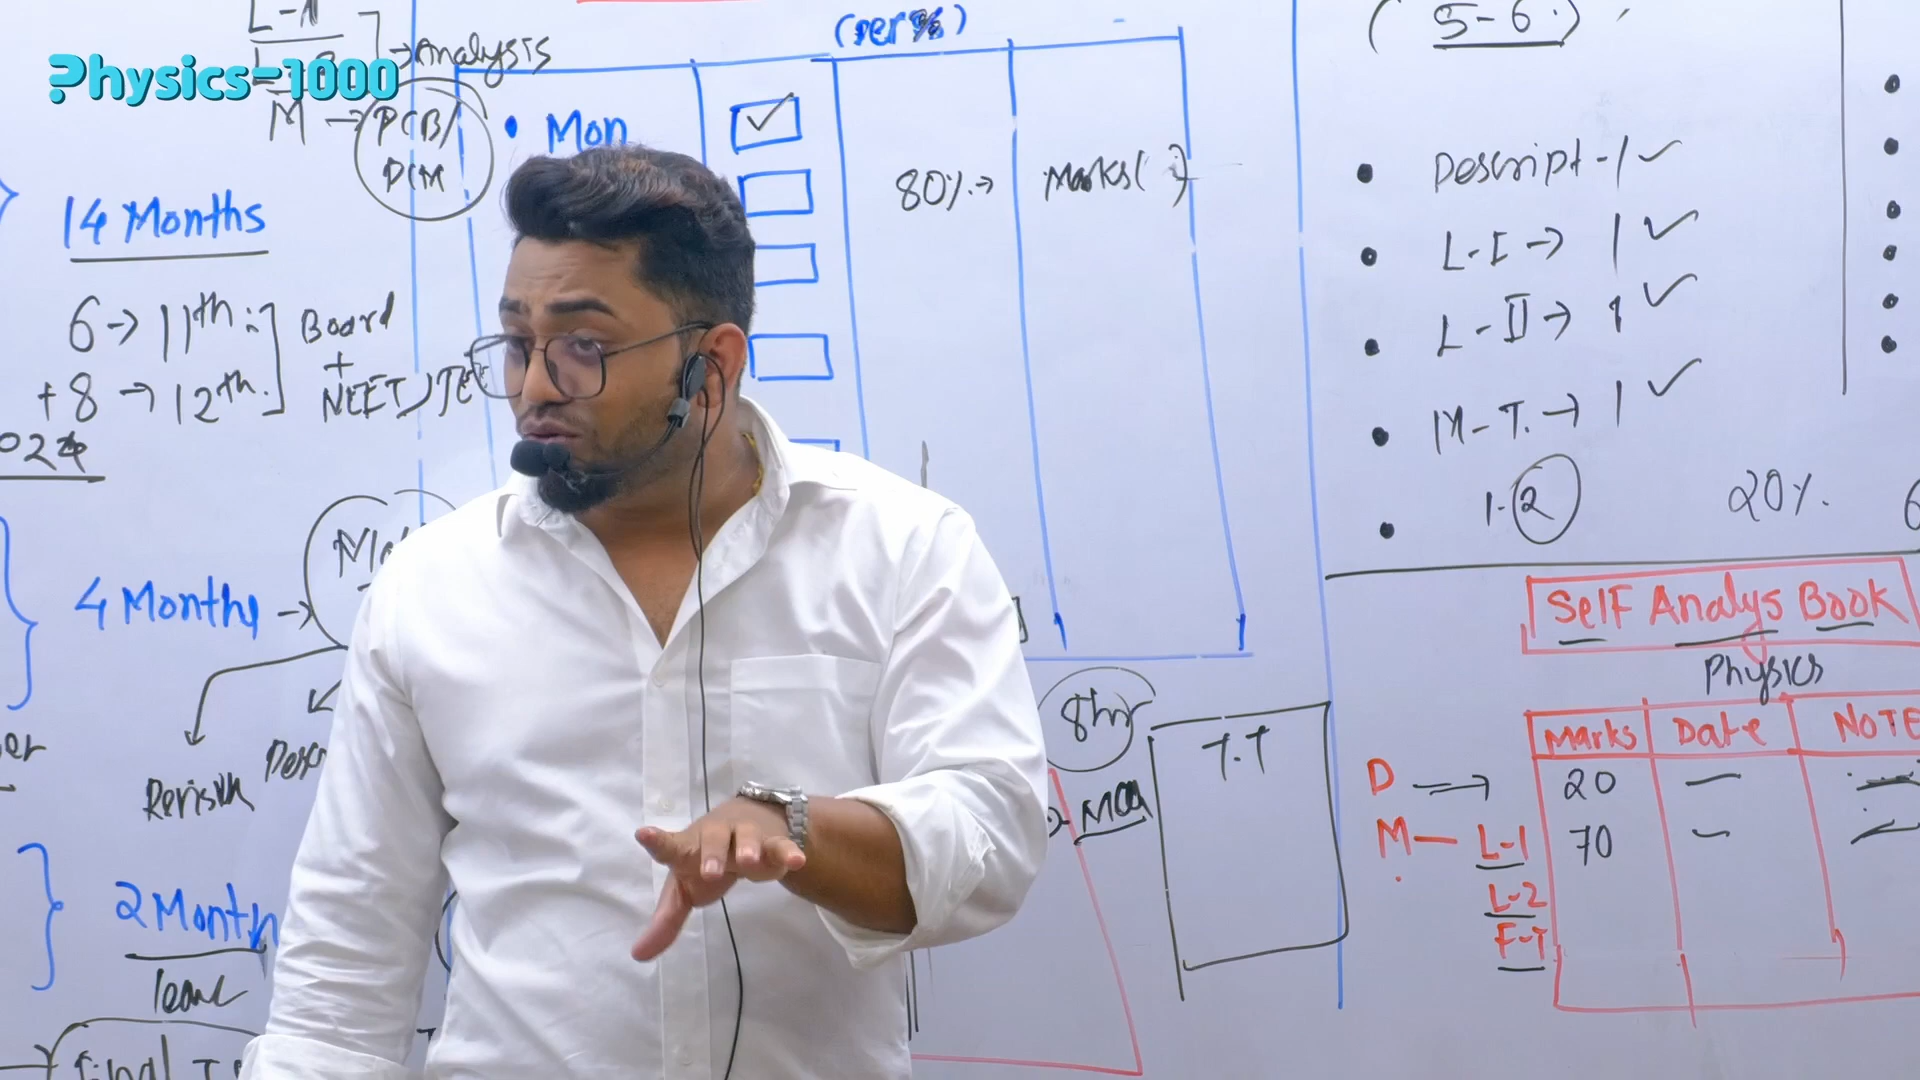 L-1
Physics-1000
→ Analysis
M → PCB/
PCM
14 Months
6 → 11th
+ 8 → 12th
Board
+
NEET/JEE
4 Months →
Revision
2 Month
leave
Final T
(Per%)
• Mon
80% →
Marks( )
8hr
MCQ
T.T
(5-6)
• Descript - 1 ✓
• L-I → 1 ✓
• L-II → 1 ✓
• M-T. → 1 ✓
• 1-2
20%
Self Analys Book
Physics
Marks Date NOTE
D → 20 —
M — L-1 70 —
L-2
F-T